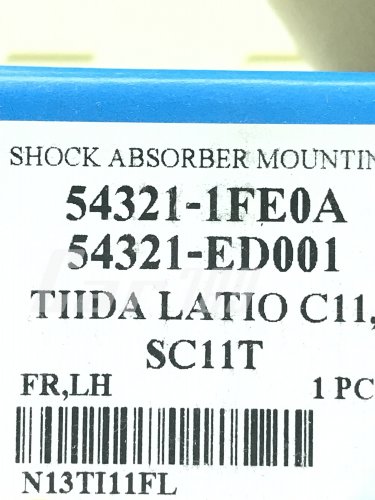 SHOCK ABSORBER MOUNTIN
54321-1FE0A
54321-ED001
TIIDA LATIO C11,
SC11T
FR,LH 1 PC
N13TI11FL